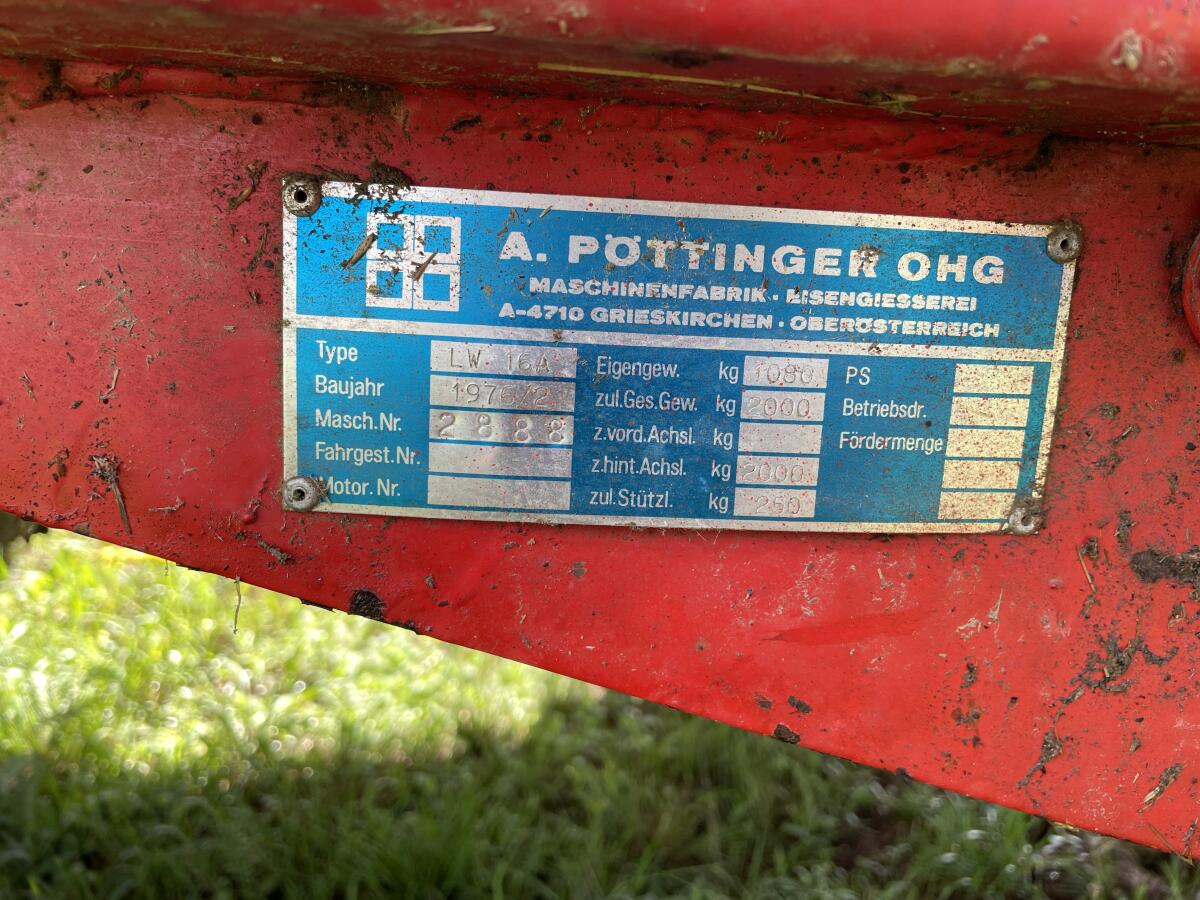 A. PÖTTINGER OHG
MASCHINENFABRIK · EISENGIESSEREI
A-4710 GRIESKIRCHEN · OBERÖSTERREICH
Type LW 16A
Baujahr 1976/2
Masch.Nr. 2888
Fahrgest.Nr.
Motor.Nr.
Eigengew. kg 1080
zul.Ges.Gew. kg 2000
z.vord.Achsl. kg
z.hint.Achsl. kg 2000
zul.Stützl. kg 250
PS
Betriebsdr.
Fördermenge